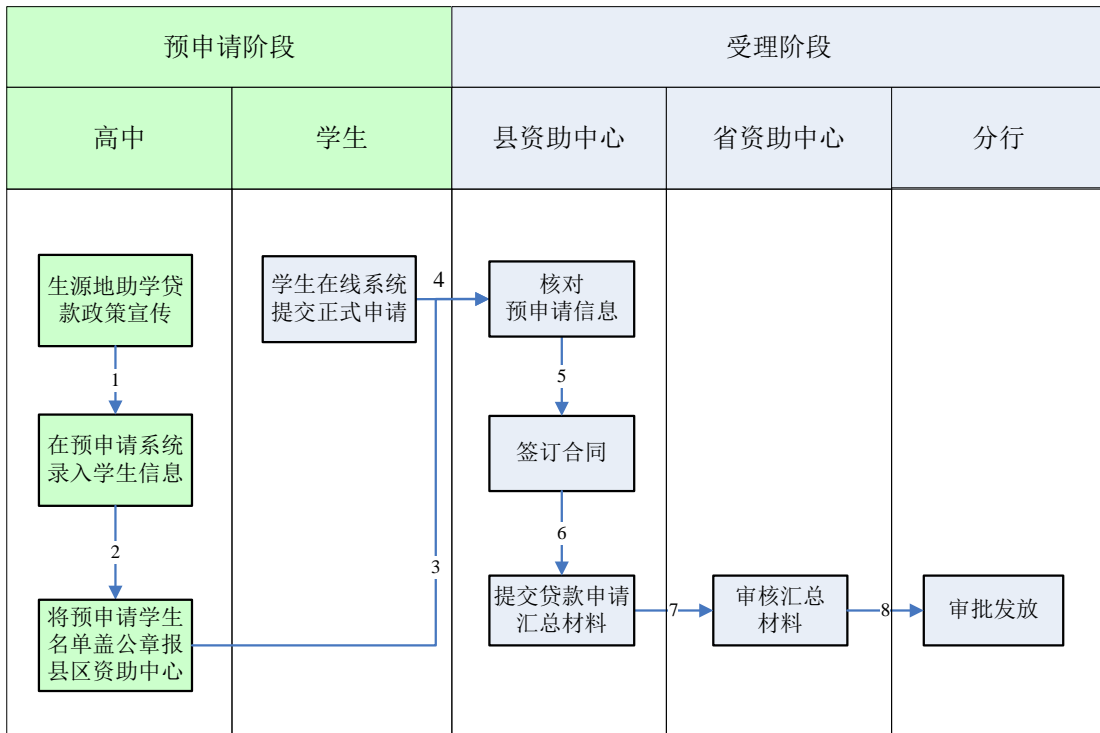 预申请阶段
受理阶段
高中
学生
县资助中心
省资助中心
分行
生源地助学贷
款政策宣传
1
在预申请系统
录入学生信息
2
将预申请学生
名单盖公章报
县区资助中心
3
学生在线系统
提交正式申请
4
核对
预申请信息
5
签订合同
6
提交贷款申请
汇总材料
7
审核汇总
材料
8
审批发放